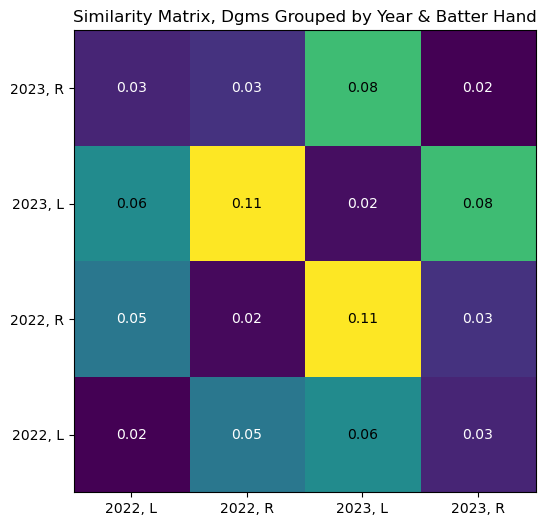 Similarity Matrix, Dgms Grouped by Year & Batter Hand
2023, R 0.03 0.03 0.08 0.02
2023, L 0.06 0.11 0.02 0.08
2022, R 0.05 0.02 0.11 0.03
2022, L 0.02 0.05 0.06 0.03
2022, L 2022, R 2023, L 2023, R